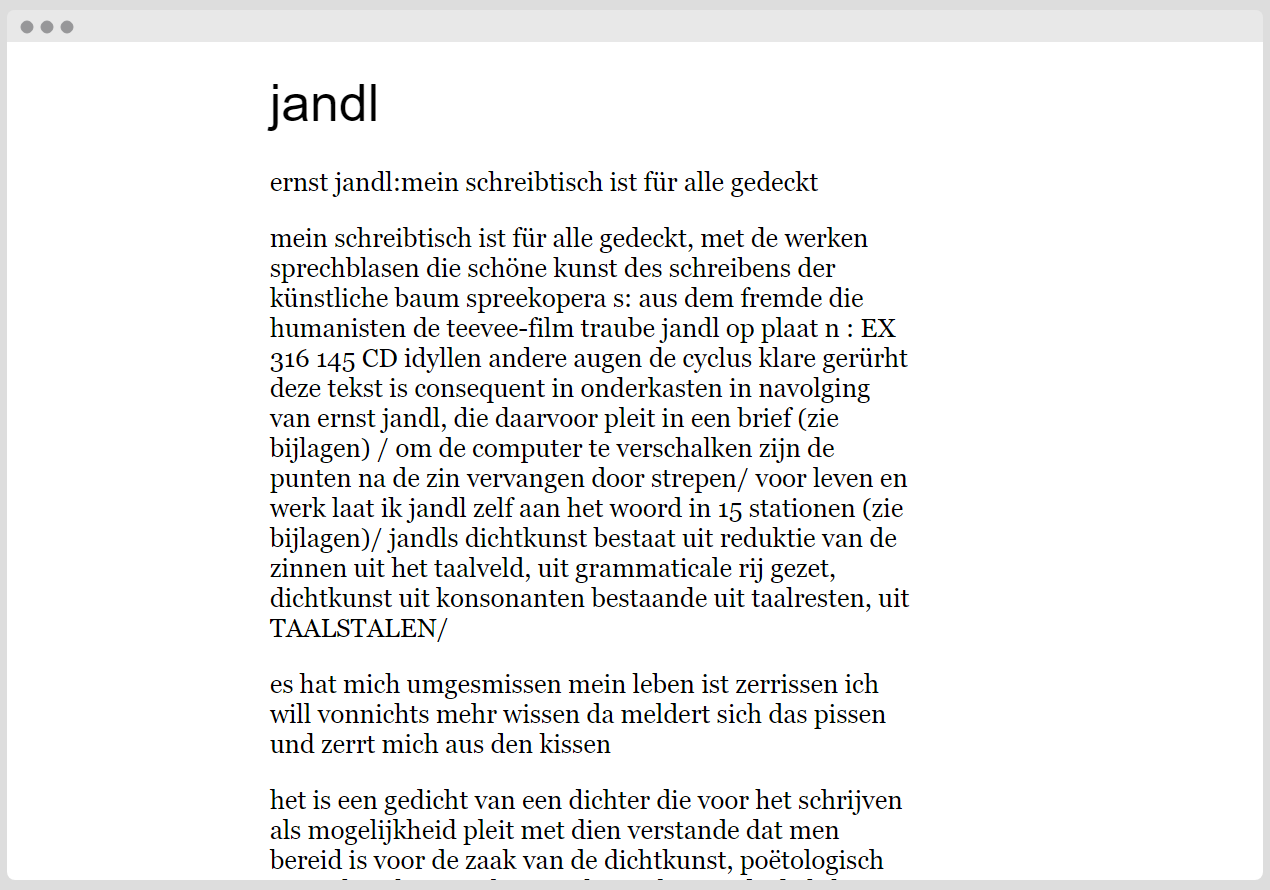 jandl
ernst jandl:mein schreibtisch ist für alle gedeckt
mein schreibtisch ist für alle gedeckt, met de werken
sprechblasen die schöne kunst des schreibens der
künstliche baum spreekopera s: aus dem fremde die
humanisten de teevee-film traube jandl op plaat n : EX
316 145 CD idyllen andere augen de cyclus klare gerürht
deze tekst is consequent in onderkasten in navolging
van ernst jandl, die daarvoor pleit in een brief (zie
bijlagen) / om de computer te verschalken zijn de
punten na de zin vervangen door strepen/ voor leven en
werk laat ik jandl zelf aan het woord in 15 stationen (zie
bijlagen)/ jandls dichtkunst bestaat uit reduktie van de
zinnen uit het taalveld, uit grammaticale rij gezet,
dichtkunst uit konsonanten bestaande uit taalresten, uit
TAALSTALEN/
es hat mich umgesmissen mein leben ist zerrissen ich
will vonnichts mehr wissen da meldert sich das pissen
und zerrt mich aus den kissen
het is een gedicht van een dichter die voor het schrijven
als mogelijkheid pleit met dien verstande dat men
bereid is voor de zaak van de dichtkunst, poëtologisch